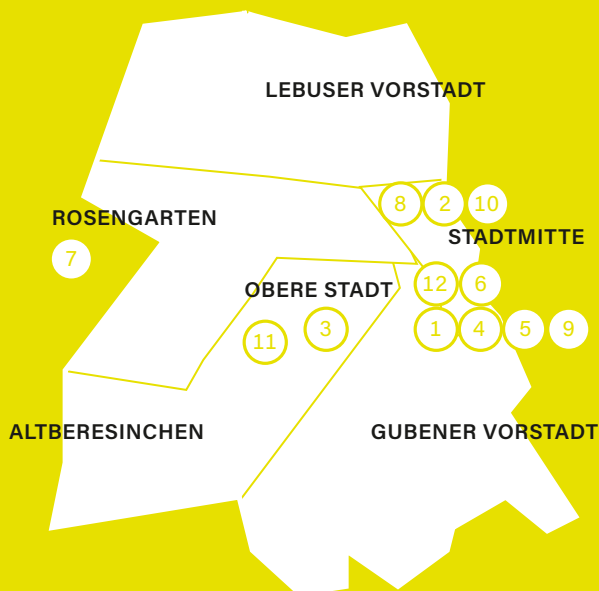 LEBUSER VORSTADT
8 2 10
ROSENGARTEN
STADTMITTE
7
12 6
OBERE STADT
11 3
1 4 5 9
ALTBERESINCHEN
GUBENER VORSTADT